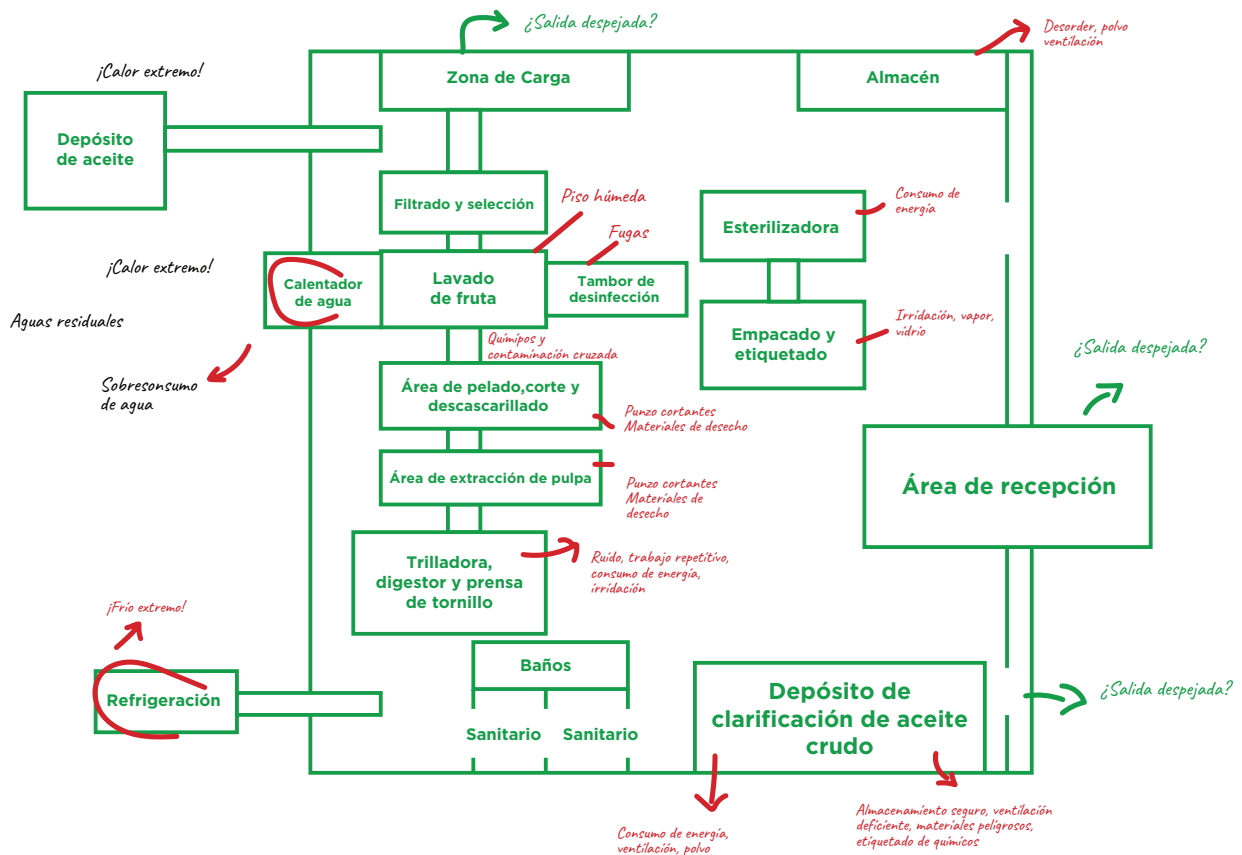 ¿Salida despejada?
Desorder, polvo
ventilación
¡Calor extremo!
Zona de Carga
Almacén
Depósito
de aceite
Filtrado y selección
Piso húmeda
Consumo de
energía
Esterilizadora
Fugas
¡Calor extremo!
Calentador
de agua
Lavado
de fruta
Tambor de
desinfección
Aguas residuales
Irridación, vapor,
vidrio
Empacado y
etiquetado
Quimipos y
contaminación cruzada
¿Salida despejada?
Sobresonsumo
de agua
Área de pelado,corte y
descascarillado
Punzo cortantes
Materiales de desecho
Área de extracción de pulpa
Punzo cortantes
Materiales de
desecho
Área de recepción
Trilladora,
digestor y prensa
de tornillo
Ruido, trabajo repetitivo,
consumo de energía,
irridación
¡Frío extremo!
Refrigeración
Baños
Sanitario
Sanitario
Depósito de
clarificación de aceite
crudo
¿Salida despejada?
Consumo de energía,
ventilación, polvo
Almacenamiento seguro, ventilación
deficiente, materiales peligrosos,
etiquetado de químicos